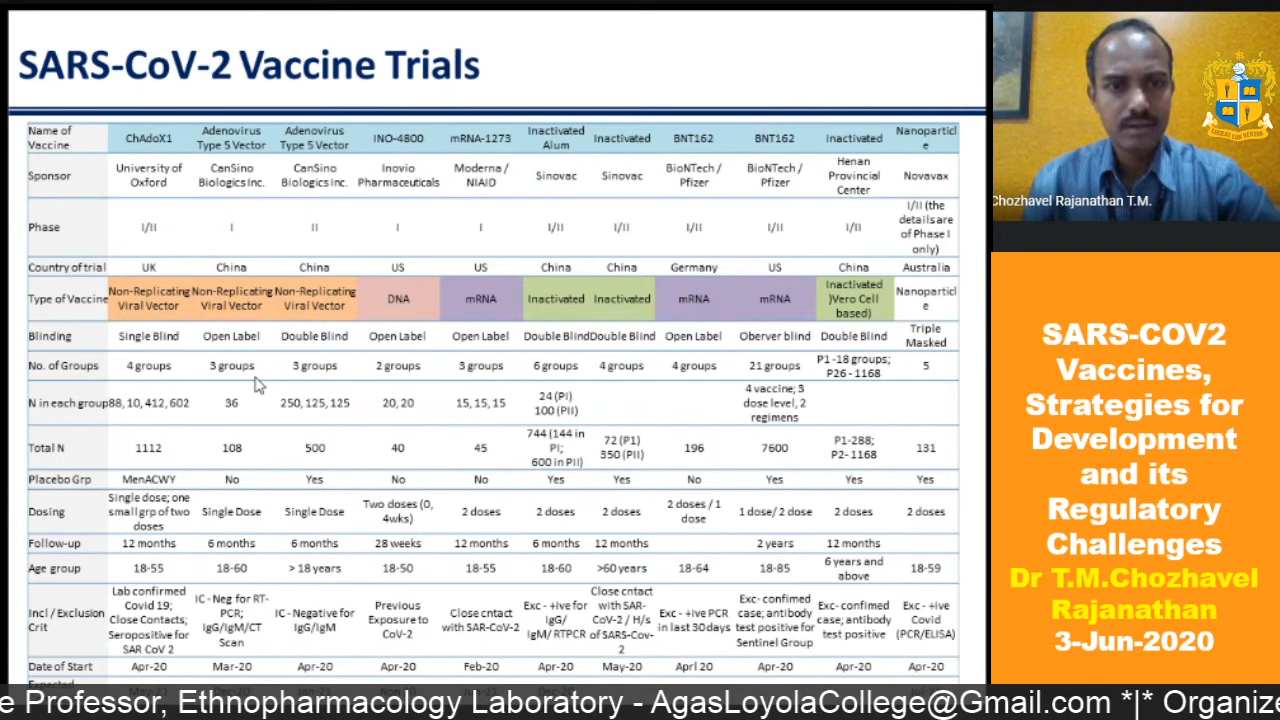 SARS-CoV-2 Vaccine Trials
Name of Vaccine ChAdoX1 Adenovirus Type 5 Vector Adenovirus Type 5 Vector INO-4800 mRNA-1273 Inactivated Alum Inactivated BNT162 BNT162 Inactivated Nanoparticl e
Sponsor University of Oxford CanSino Biologics Inc. CanSino Biologics Inc. Inovio Pharmaceuticals Moderna / NIAID Sinovac Sinovac BioNTech / Pfizer BioNTech / Pfizer Henan Provincial Center Novavax
Phase I/II I II I I I/II I/II I/II I/II I/II I/II (the details are of Phase I only)
Country of trial UK China China US US China China Germany US China Australia
Type of Vaccine Non-Replicating Viral Vector Non-Replicating Viral Vector Non-Replicating Viral Vector DNA mRNA Inactivated Inactivated mRNA mRNA Inactivated )Vero Cell based) Nanoparticl e
Blinding Single Blind Open Label Double Blind Open Label Open Label Double Blind Double Blind Open Label Oberver blind Double Blind Triple Masked
No. of Groups 4 groups 3 groups 3 groups 2 groups 3 groups 6 groups 4 groups 4 groups 21 groups P1 -18 groups; P26 - 1168 5
N in each group 88, 10, 412, 602 36 250, 125, 125 20, 20 15, 15, 15 24 (PI) 100 (PII) 4 vaccine; 3 dose level, 2 regimens
Total N 1112 108 500 40 45 744 (144 in PI; 600 in PII) 72 (P1) 350 (PII) 196 7600 P1-288; P2- 1168 131
Placebo Grp MenACWY No Yes No No Yes Yes No Yes Yes Yes
Dosing Single dose; one small grp of two doses Single Dose Single Dose Two doses (0, 4wks) 2 doses 2 doses 2 doses 2 doses / 1 dose 1 dose/ 2 dose 2 doses 2 doses
Follow-up 12 months 6 months 6 months 28 weeks 12 months 6 months 12 months 2 years 12 months
Age group 18-55 18-60 > 18 years 18-50 18-55 18-60 >60 years 18-64 18-85 6 years and above 18-59
Incl / Exclusion Crit Lab confirmed Covid 19; Close Contacts; Seropositive for SAR CoV 2 IC - Neg for RT-PCR; IgG/IgM/CT Scan IC - Negative for IgG/IgM Previous Exposure to CoV-2 Close cntact with SAR-CoV-2 Exc - +ive for IgG/ IgM/ RTPCR Close cntact with SAR-CoV-2 / H/s of SARS-Cov-2 Exc - +ive PCR in last 30 days Exc- confimed case; antibody test positive for Sentinel Group Exc- confimed case; antibody test positive Exc - +ive Covid (PCR/ELISA)
Date of Start Apr-20 Mar-20 Apr-20 Apr-20 Feb-20 Apr-20 May-20 Aprl 20 Apr-20 Apr-20 Apr-20
Chozhavel Rajanathan T.M.
SARS-COV2
Vaccines,
Strategies for
Development
and its
Regulatory
Challenges
Dr T.M.Chozhavel
Rajanathan
3-Jun-2020
e Professor, Ethnopharmacology Laboratory - AgasLoyolaCollege@Gmail.com *|* Organize